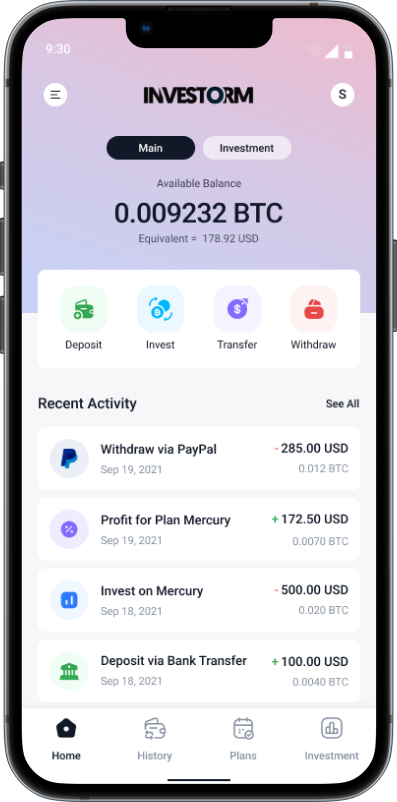 9:30
INVESTORM
S
Main
Investment
Available Balance
0.009232 BTC
Equivalent = 178.92 USD
Deposit
Invest
Transfer
Withdraw
Recent Activity
See All
Withdraw via PayPal
- 285.00 USD
Sep 19, 2021
0.012 BTC
Profit for Plan Mercury
+ 172.50 USD
Sep 19, 2021
0.0070 BTC
Invest on Mercury
- 500.00 USD
Sep 18, 2021
0.020 BTC
Deposit via Bank Transfer
+ 100.00 USD
Sep 18, 2021
0.0040 BTC
Home
History
Plans
Investment